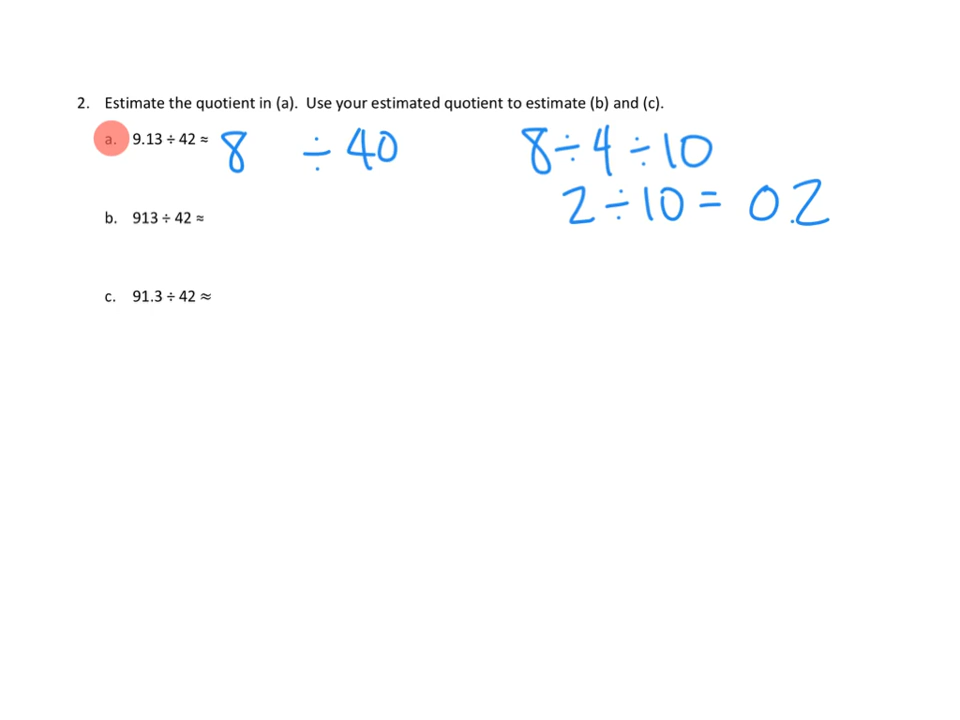 2. Estimate the quotient in (a). Use your estimated quotient to estimate (b) and (c).
a. 9.13 ÷ 42 ≈ 8 ÷ 40 8 ÷ 4 ÷ 10
2 ÷ 10 = 0.2
b. 913 ÷ 42 ≈
c. 91.3 ÷ 42 ≈